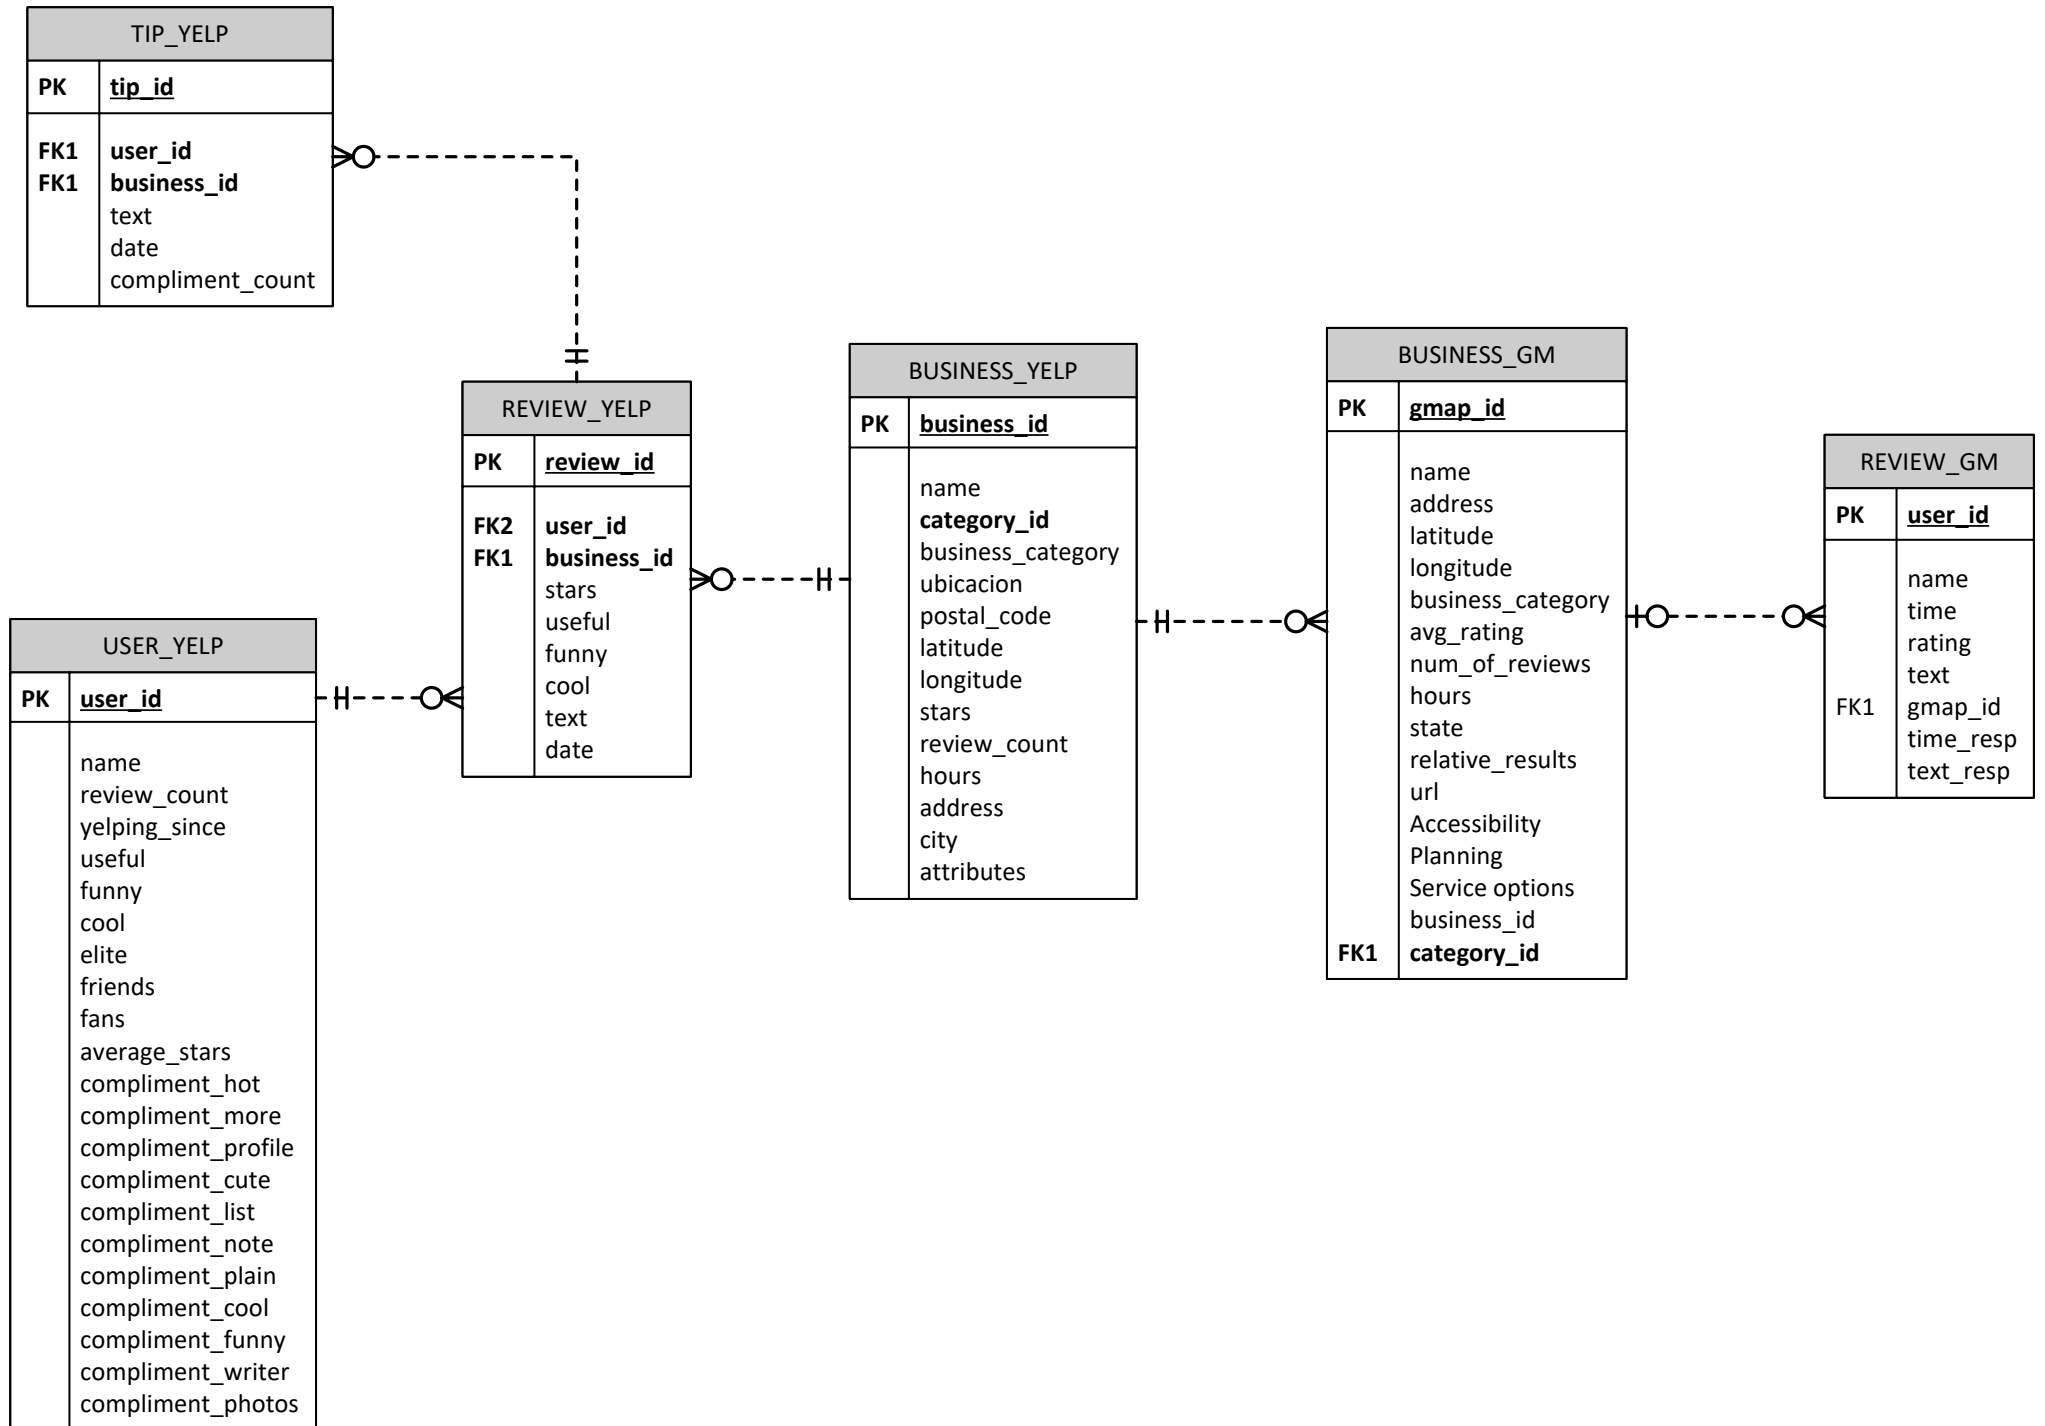 TIP_YELP
PK tip_id
FK1 user_id
FK1 business_id
text
date
compliment_count
REVIEW_YELP
PK review_id
FK2 user_id
FK1 business_id
stars
useful
funny
cool
text
date
USER_YELP
PK user_id
name
review_count
yelping_since
useful
funny
cool
elite
friends
fans
average_stars
compliment_hot
compliment_more
compliment_profile
compliment_cute
compliment_list
compliment_note
compliment_plain
compliment_cool
compliment_funny
compliment_writer
compliment_photos
BUSINESS_YELP
PK business_id
name
category_id
business_category
ubicacion
postal_code
latitude
longitude
stars
review_count
hours
address
city
attributes
BUSINESS_GM
PK gmap_id
name
address
latitude
longitude
business_category
avg_rating
num_of_reviews
hours
state
relative_results
url
Accessibility
Planning
Service options
business_id
FK1 category_id
REVIEW_GM
PK user_id
name
time
rating
text
FK1 gmap_id
time_resp
text_resp